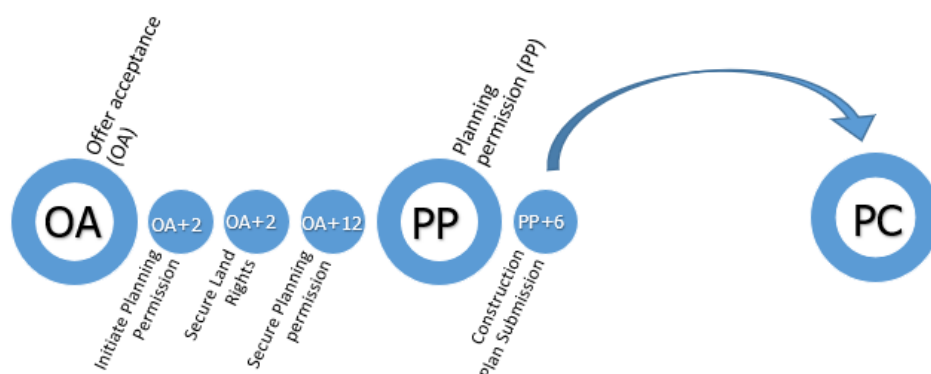 Offer acceptance
(OA)
OA
OA+2
Initiate Planning
Permission
OA+2
Secure Land
Rights
OA+12
Secure Planning
permission
Planning
permission (PP)
PP
PP+6
Construction
Plan Submission
PC